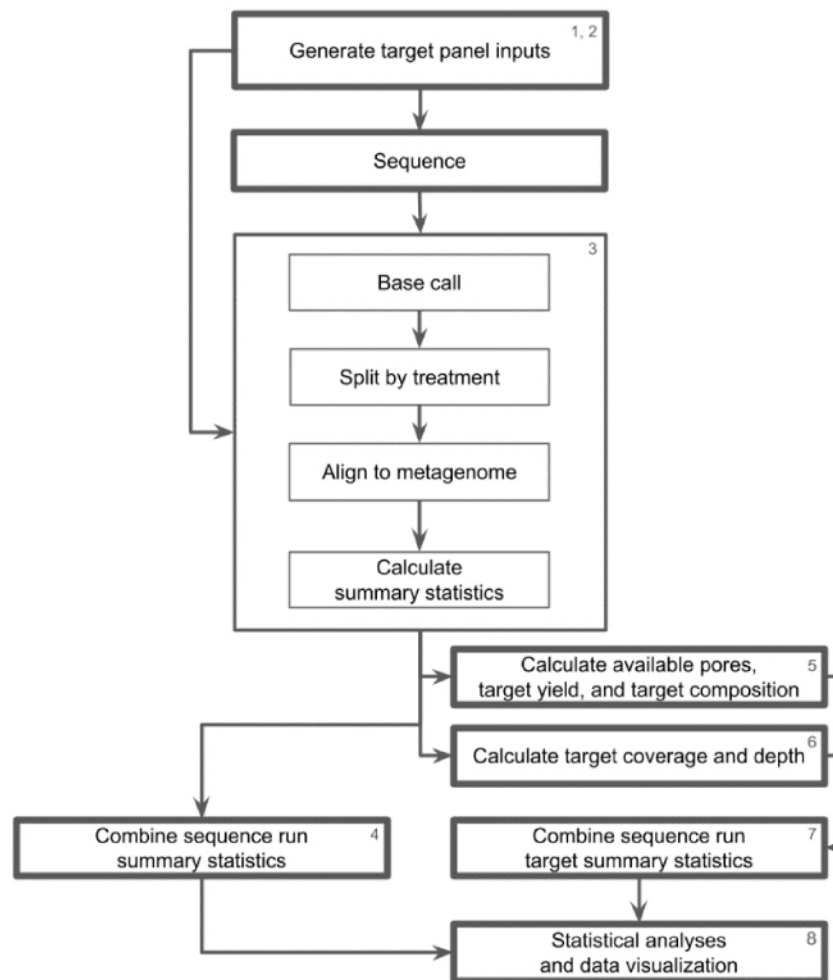 1, 2
Generate target panel inputs
Sequence
3
Base call
Split by treatment
Align to metagenome
Calculate
summary statistics
Calculate available pores,
target yield, and target composition
5
Calculate target coverage and depth
6
Combine sequence run
summary statistics
4
Combine sequence run
target summary statistics
7
Statistical analyses
and data visualization
8